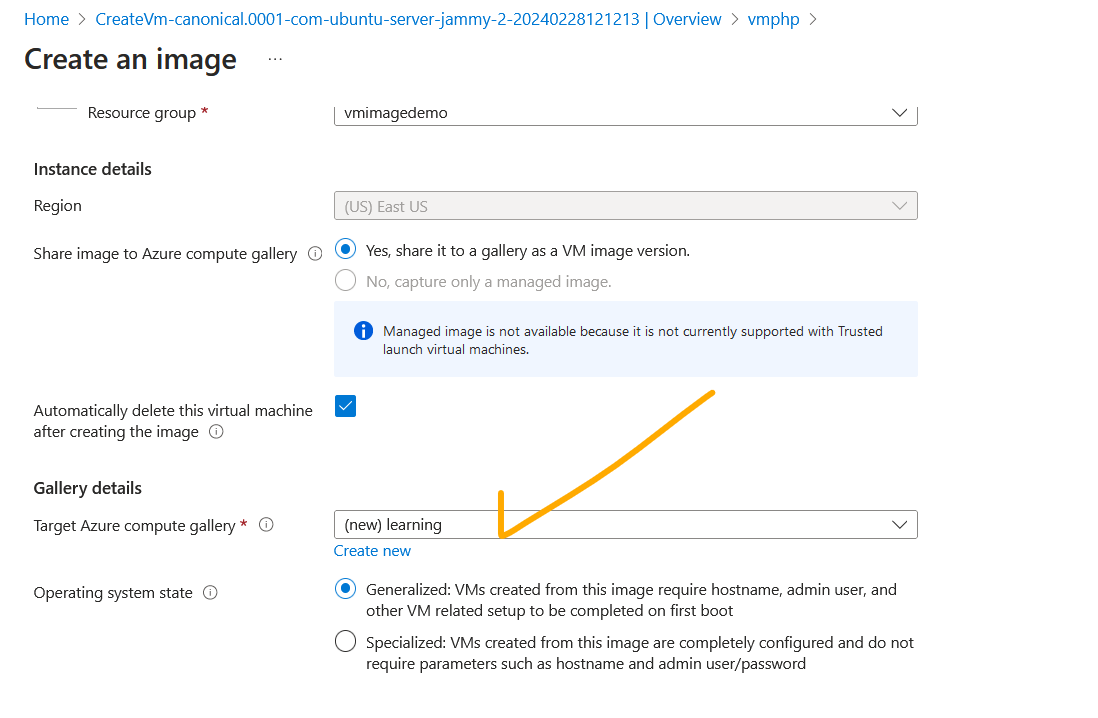 Home > CreateVm-canonical.0001-com-ubuntu-server-jammy-2-20240228121213 | Overview > vmphp >
Create an image ...
Resource group * vmimagedemo
Instance details
Region (US) East US
Share image to Azure compute gallery Yes, share it to a gallery as a VM image version.
No, capture only a managed image.
Managed image is not available because it is not currently supported with Trusted
launch virtual machines.
Automatically delete this virtual machine
after creating the image
Gallery details
Target Azure compute gallery * (new) learning
Create new
Operating system state Generalized: VMs created from this image require hostname, admin user, and
other VM related setup to be completed on first boot
Specialized: VMs created from this image are completely configured and do not
require parameters such as hostname and admin user/password